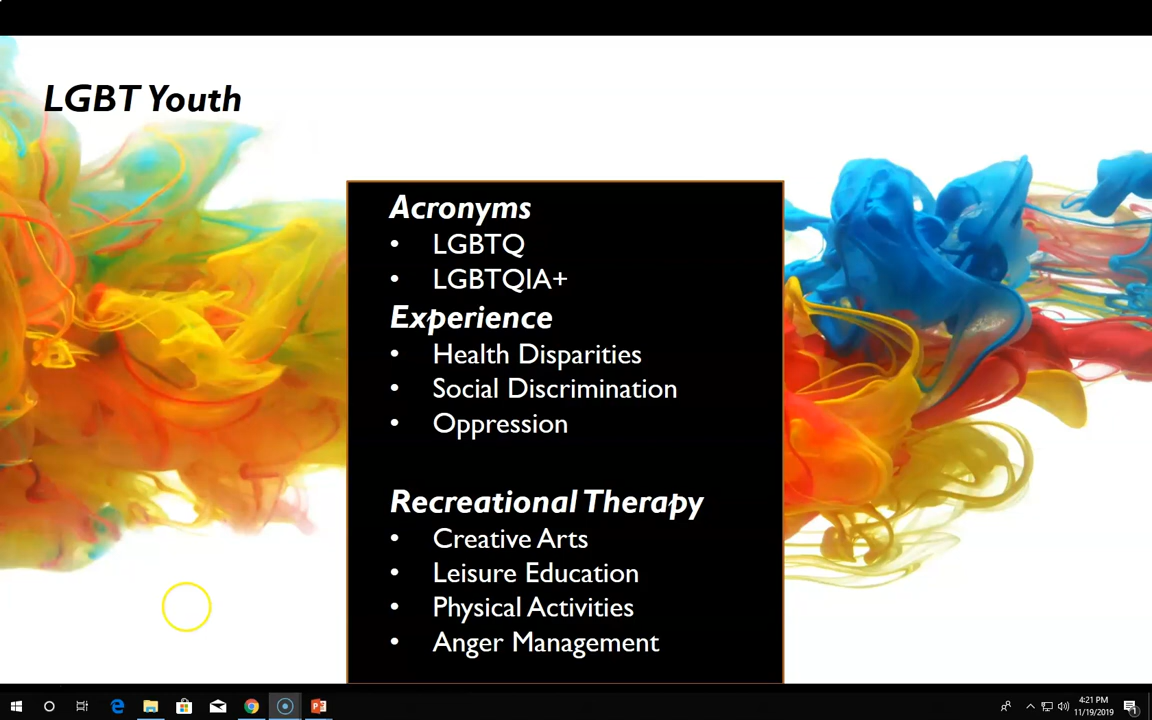 LGBT Youth
Acronyms
• LGBTQ
• LGBTQIA+
Experience
• Health Disparities
• Social Discrimination
• Oppression
Recreational Therapy
• Creative Arts
• Leisure Education
• Physical Activities
• Anger Management
4:21 PM
11/19/2019